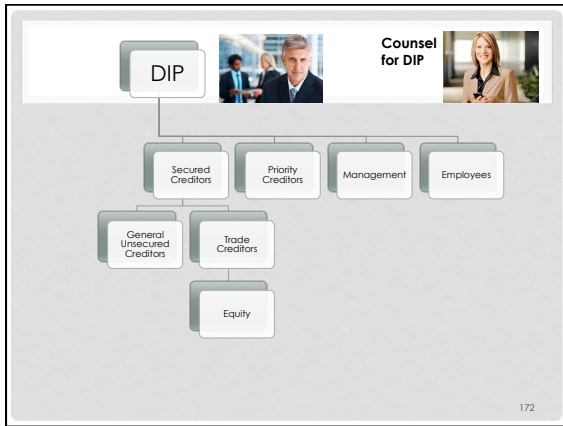 DIP
Counsel
for DIP
Secured
Creditors
Priority
Creditors
Management
Employees
General
Unsecured
Creditors
Trade
Creditors
Equity
172